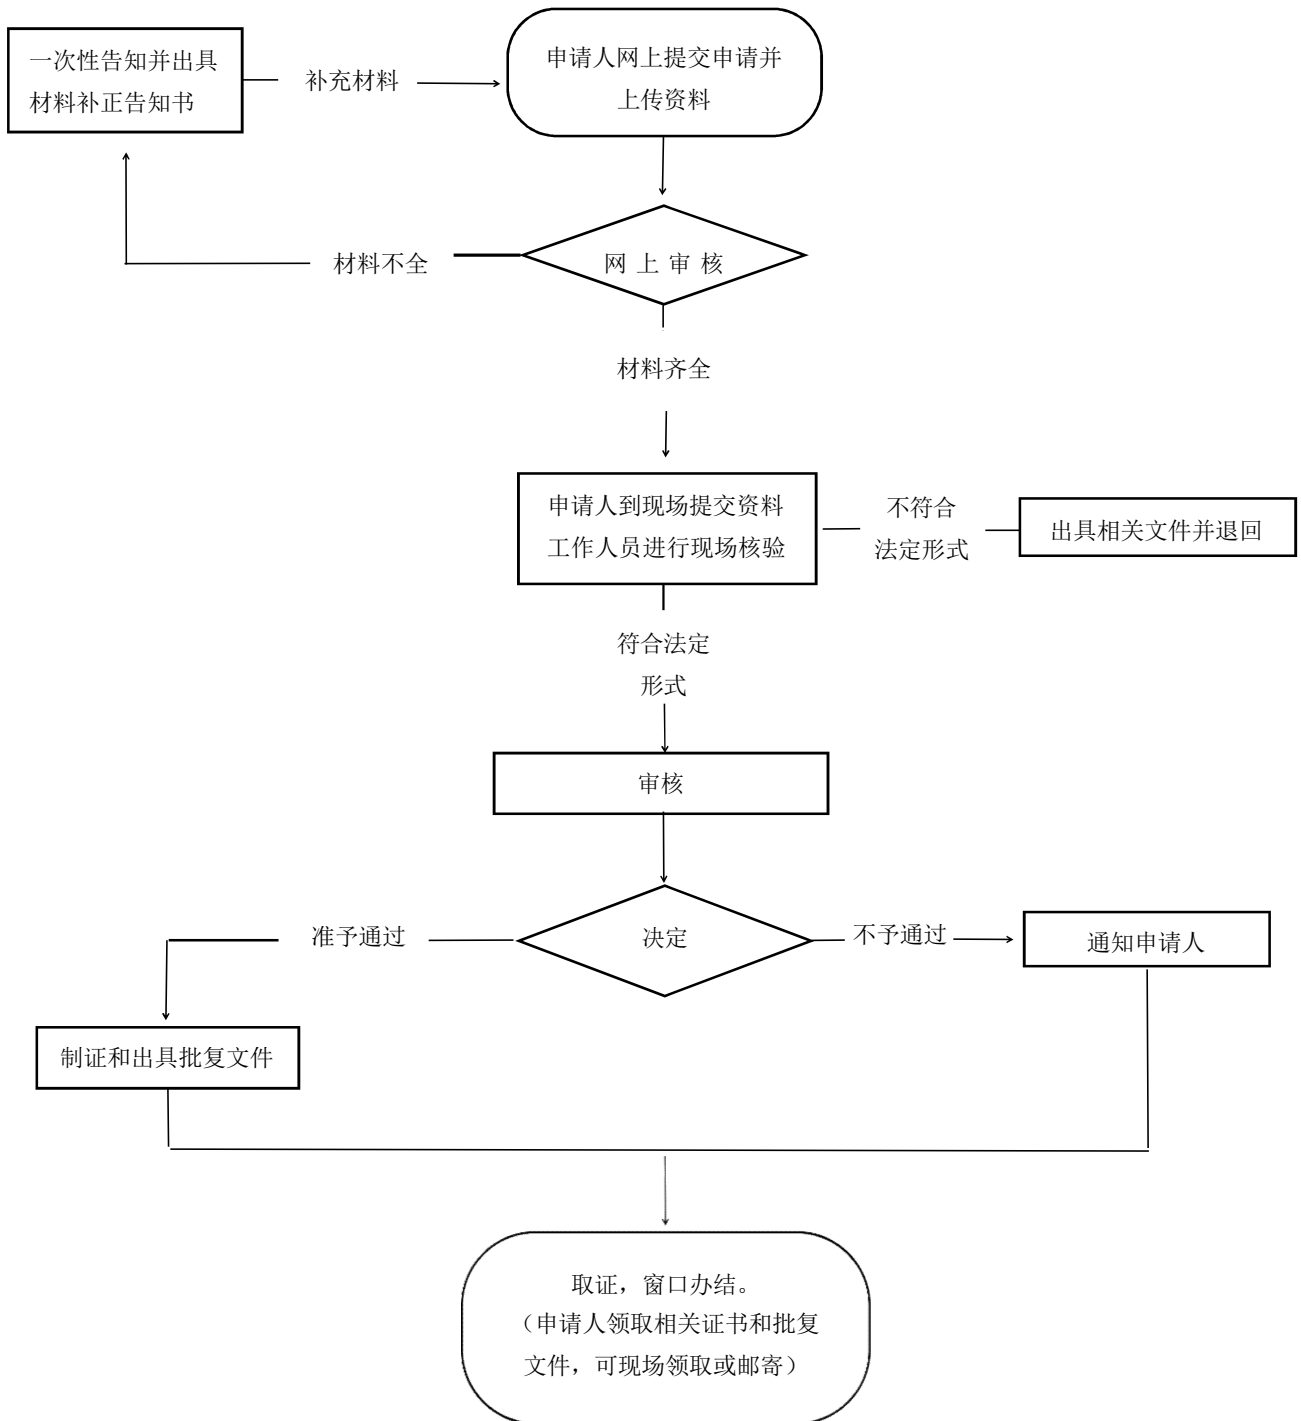 一次性告知并出具
材料补正告知书
补充材料
申请人网上提交申请并
上传资料
材料不全
网上审核
材料齐全
申请人到现场提交资料
工作人员进行现场核验
不符合
法定形式
出具相关文件并退回
符合法定
形式
审核
准予通过
决定
不予通过
通知申请人
制证和出具批复文件
取证，窗口办结。
（申请人领取相关证书和批复
文件，可现场领取或邮寄）